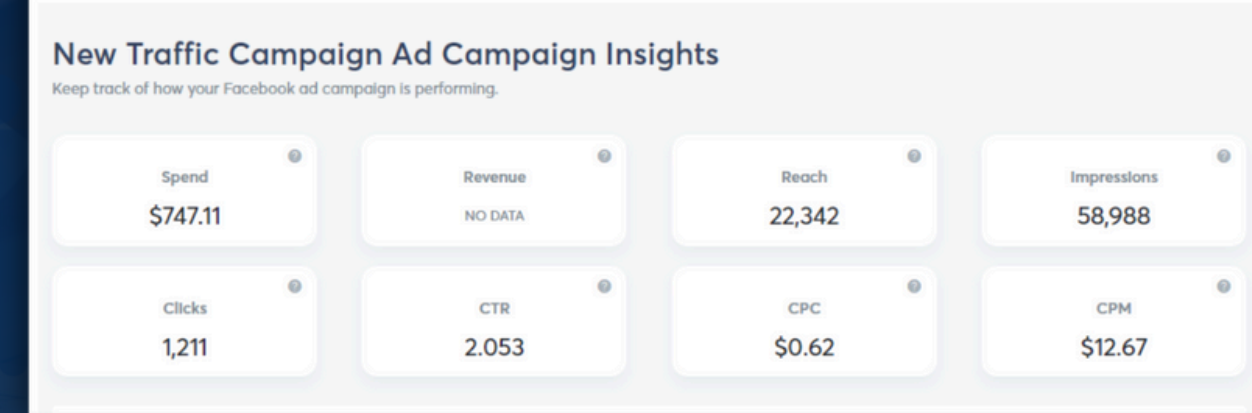 New Traffic Campaign Ad Campaign Insights
Keep track of how your Facebook ad campaign is performing.
Spend
$747.11
Revenue
NO DATA
Reach
22,342
Impressions
58,988
Clicks
1,211
CTR
2.053
CPC
$0.62
CPM
$12.67